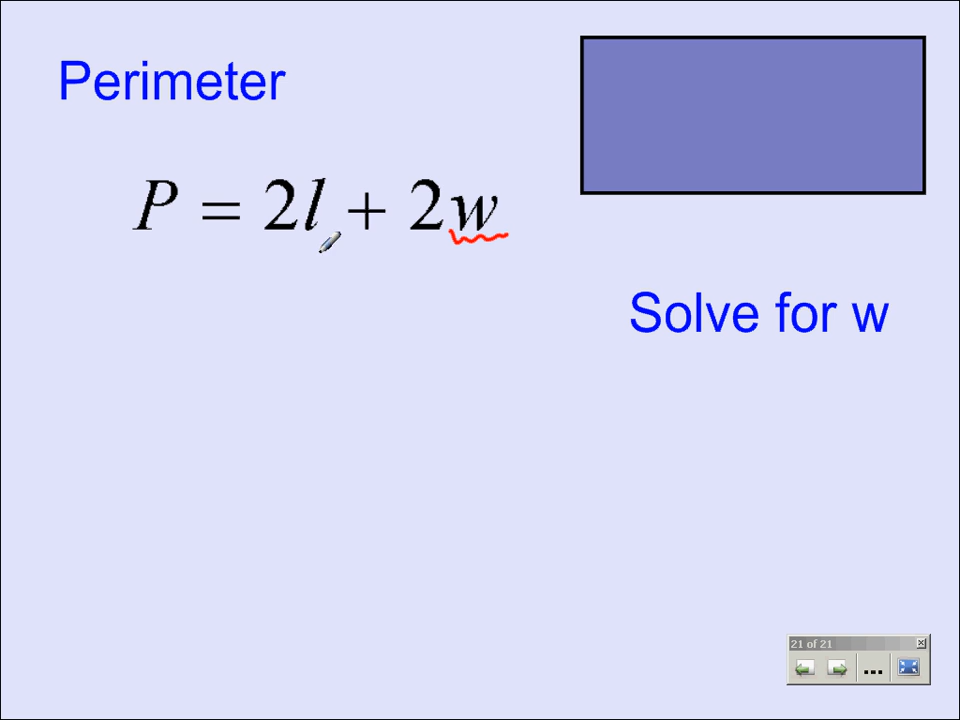 Perimeter
P = 2l + 2w
Solve for w
21 of 21
...